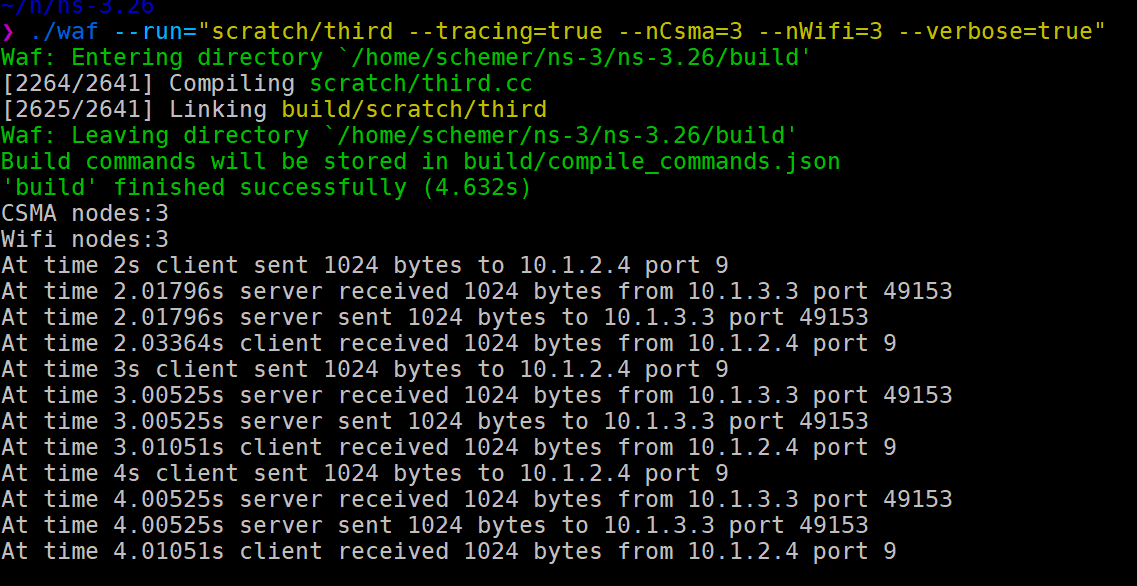 ~/n/ns-3.26
❯ ./waf --run="scratch/third --tracing=true --nCsma=3 --nWifi=3 --verbose=true"
Waf: Entering directory `/home/schemer/ns-3/ns-3.26/build'
[2264/2641] Compiling scratch/third.cc
[2625/2641] Linking build/scratch/third
Waf: Leaving directory `/home/schemer/ns-3/ns-3.26/build'
Build commands will be stored in build/compile_commands.json
'build' finished successfully (4.632s)
CSMA nodes:3
Wifi nodes:3
At time 2s client sent 1024 bytes to 10.1.2.4 port 9
At time 2.01796s server received 1024 bytes from 10.1.3.3 port 49153
At time 2.01796s server sent 1024 bytes to 10.1.3.3 port 49153
At time 2.03364s client received 1024 bytes from 10.1.2.4 port 9
At time 3s client sent 1024 bytes to 10.1.2.4 port 9
At time 3.00525s server received 1024 bytes from 10.1.3.3 port 49153
At time 3.00525s server sent 1024 bytes to 10.1.3.3 port 49153
At time 3.01051s client received 1024 bytes from 10.1.2.4 port 9
At time 4s client sent 1024 bytes to 10.1.2.4 port 9
At time 4.00525s server received 1024 bytes from 10.1.3.3 port 49153
At time 4.00525s server sent 1024 bytes to 10.1.3.3 port 49153
At time 4.01051s client received 1024 bytes from 10.1.2.4 port 9